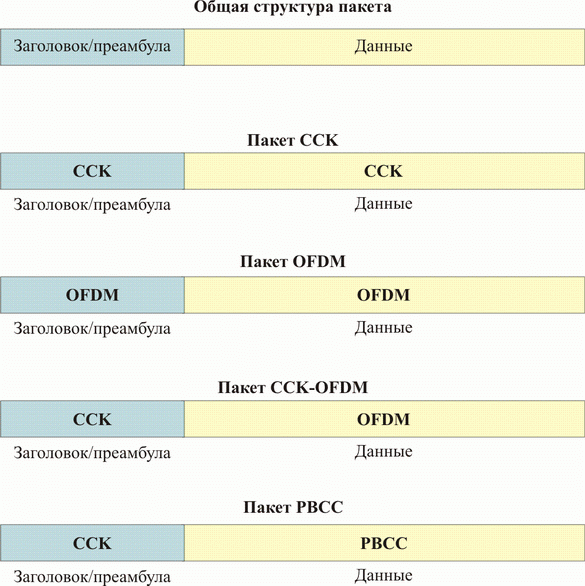 Общая структура пакета
Заголовок/преамбула Данные
Пакет CCK
CCK CCK
Заголовок/преамбула Данные
Пакет OFDM
OFDM OFDM
Заголовок/преамбула Данные
Пакет CCK-OFDM
CCK OFDM
Заголовок/преамбула Данные
Пакет PBCC
CCK PBCC
Заголовок/преамбула Данные